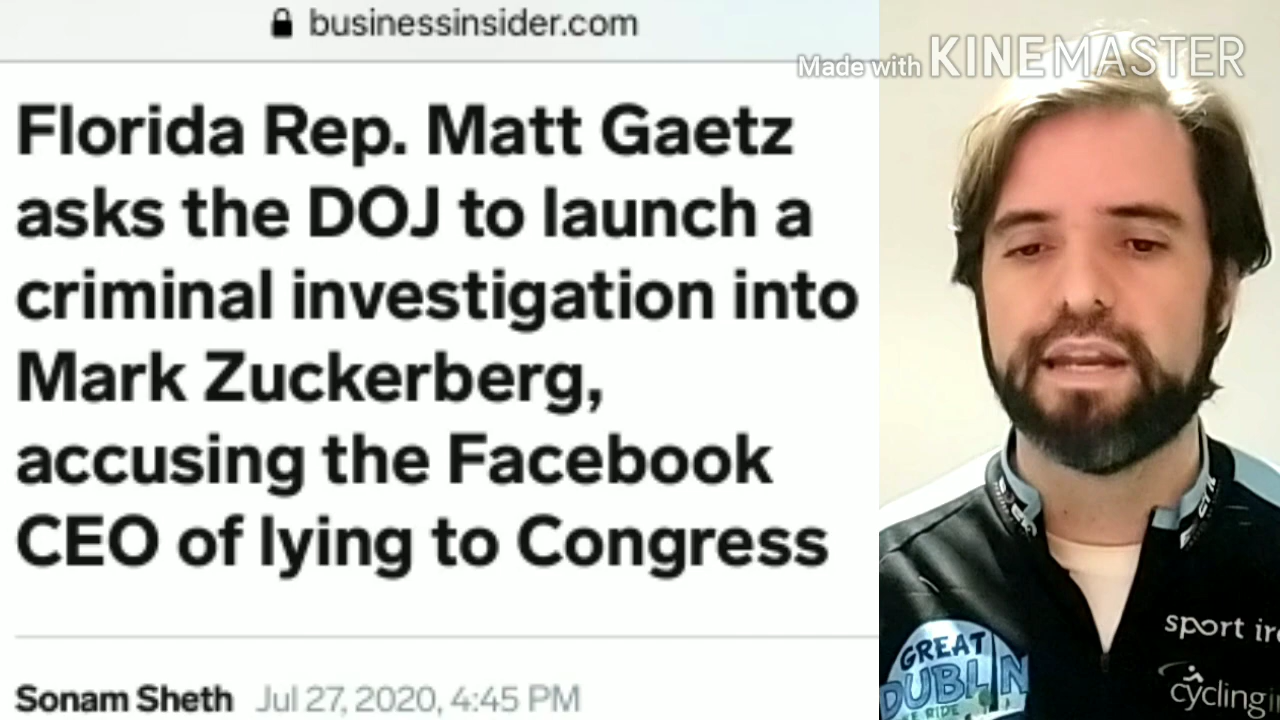 businessinsider.com
Made with KINEMASTER
Florida Rep. Matt Gaetz
asks the DOJ to launch a
criminal investigation into
Mark Zuckerberg,
accusing the Facebook
CEO of lying to Congress
Sonam Sheth Jul 27, 2020, 4:45 PM
GREAT
DUBLIN
RIDE
sport
cycling